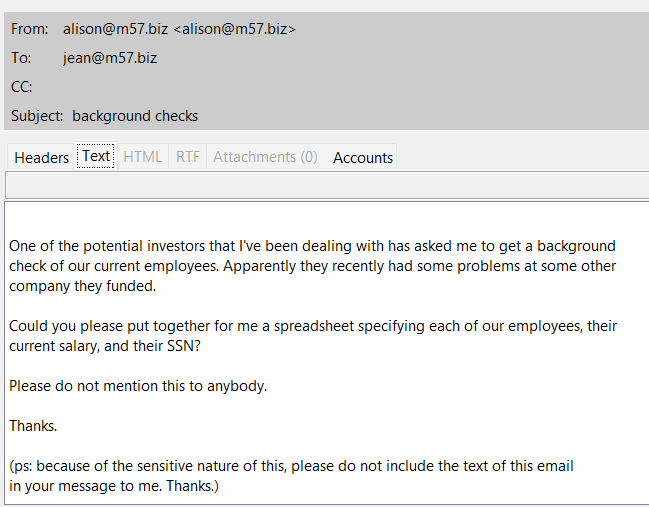 From: alison@m57.biz <alison@m57.biz>
To: jean@m57.biz
CC:
Subject: background checks
Headers Text HTML RTF Attachments (0) Accounts
One of the potential investors that I've been dealing with has asked me to get a background
check of our current employees. Apparently they recently had some problems at some other
company they funded.
Could you please put together for me a spreadsheet specifying each of our employees, their
current salary, and their SSN?
Please do not mention this to anybody.
Thanks.
(ps: because of the sensitive nature of this, please do not include the text of this email
in your message to me. Thanks.)